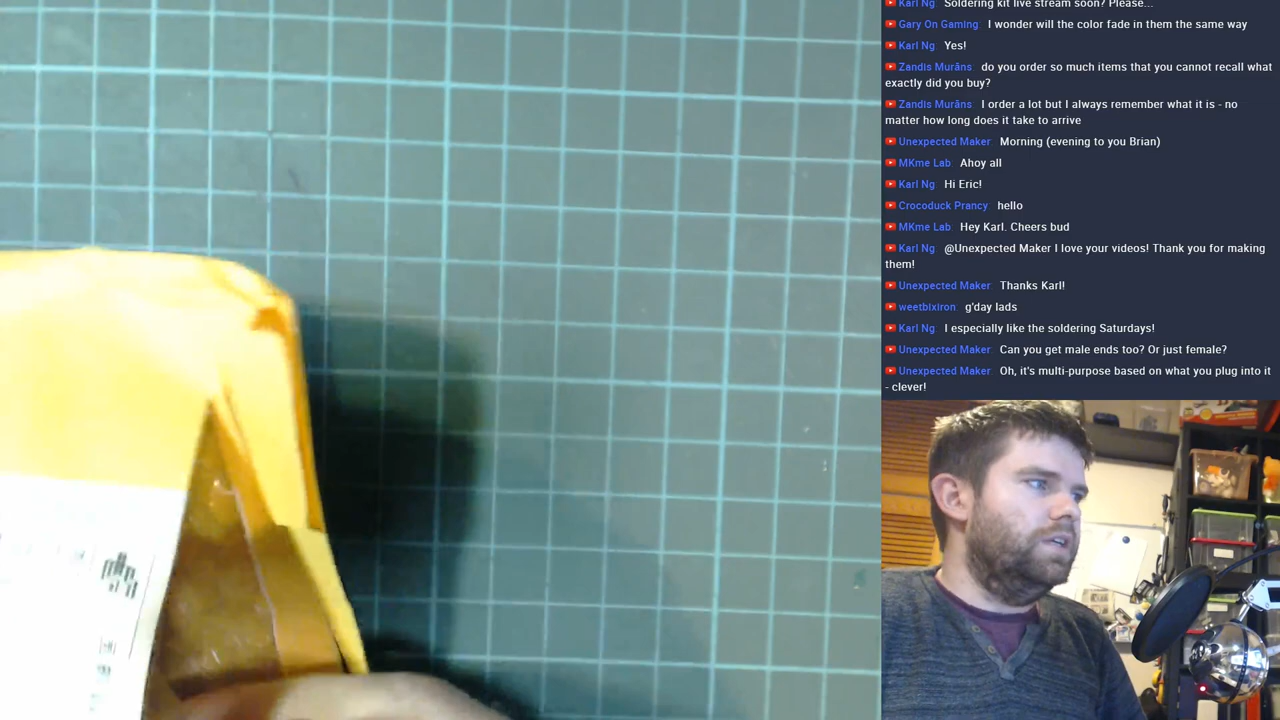 Karl Ng Soldering kit live stream soon? Please...
Gary On Gaming: I wonder will the color fade in them the same way
Karl Ng Yes!
Zandis Murāns: do you order so much items that you cannot recall what
exactly did you buy?
Zandis Murāns: I order a lot but I always remember what it is - no
matter how long does it take to arrive
Unexpected Maker: Morning (evening to you Brian)
MKme Lab Ahoy all
Karl Ng Hi Eric!
Crocoduck Prancy: hello
MKme Lab Hey Karl. Cheers bud
Karl Ng @Unexpected Maker I love your videos! Thank you for making
them!
Unexpected Maker: Thanks Karl!
weetbixiron: g'day lads
Karl Ng I especially like the soldering Saturdays!
Unexpected Maker: Can you get male ends too? Or just female?
Unexpected Maker: Oh, it's multi-purpose based on what you plug into it
- clever!